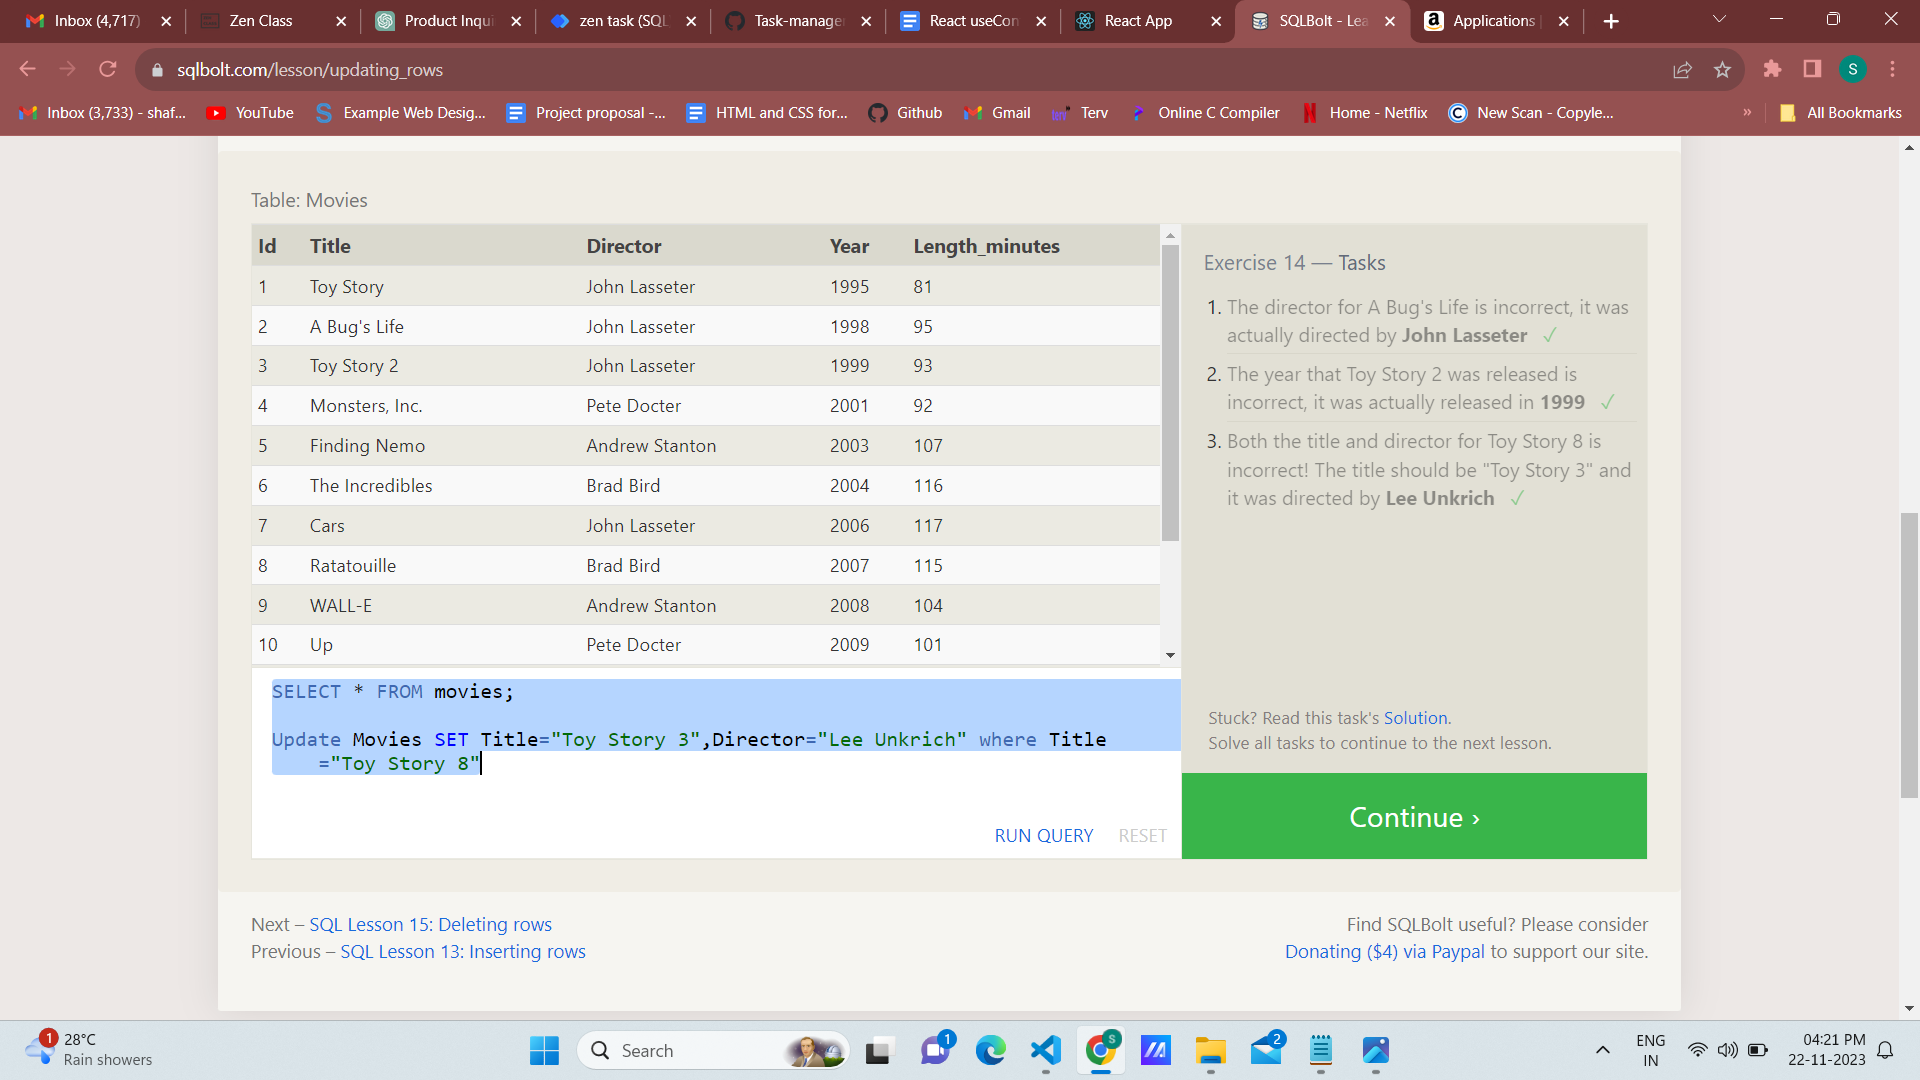 Inbox (4,717)
Zen Class
Product Inqui
zen task (SQL
Task-manage
React useCon
React App
SQLBolt - Lea
Applications
sqlbolt.com/lesson/updating_rows
S
Inbox (3,733) - shaf...
YouTube
Example Web Desig...
Project proposal -...
HTML and CSS for...
Github
Gmail
Terv
Online C Compiler
Home - Netflix
New Scan - Copyle...
»
All Bookmarks
Table: Movies
Id Title Director Year Length_minutes
1 Toy Story John Lasseter 1995 81
2 A Bug's Life John Lasseter 1998 95
3 Toy Story 2 John Lasseter 1999 93
4 Monsters, Inc. Pete Docter 2001 92
5 Finding Nemo Andrew Stanton 2003 107
6 The Incredibles Brad Bird 2004 116
7 Cars John Lasseter 2006 117
8 Ratatouille Brad Bird 2007 115
9 WALL-E Andrew Stanton 2008 104
10 Up Pete Docter 2009 101
SELECT * FROM movies;
Update Movies SET Title="Toy Story 3",Director="Lee Unkrich" where Title
="Toy Story 8"
RUN QUERY RESET
Exercise 14 — Tasks
1. The director for A Bug's Life is incorrect, it was
actually directed by John Lasseter ✓
2. The year that Toy Story 2 was released is
incorrect, it was actually released in 1999 ✓
3. Both the title and director for Toy Story 8 is
incorrect! The title should be "Toy Story 3" and
it was directed by Lee Unkrich ✓
Stuck? Read this task's Solution.
Solve all tasks to continue to the next lesson.
Continue ›
Next – SQL Lesson 15: Deleting rows
Previous – SQL Lesson 13: Inserting rows
Find SQLBolt useful? Please consider
Donating ($4) via Paypal to support our site.
1
28°C
Rain showers
Search
1
S
2
ENG
IN
04:21 PM
22-11-2023